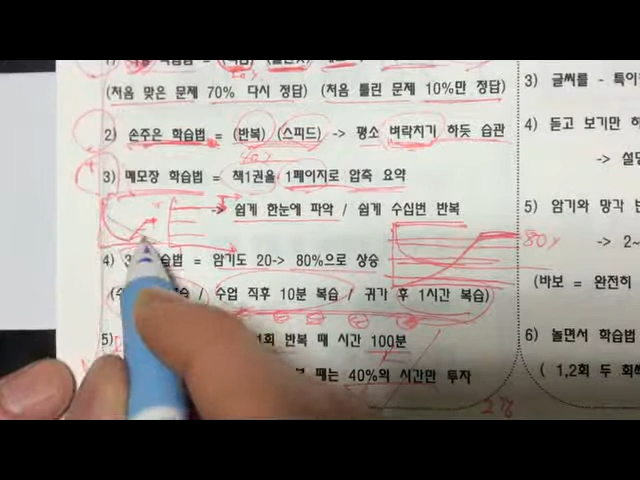 (처음 맞은 문제 70% 다시 정답) (처음 틀린 문제 10%만 정답)
2) 손주은 학습법 = (반복) (스피드) -> 평소 벼락치기 하듯 습관
3) 메모장 학습법 = 책1권을 1페이지로 압축 요약
-> 쉽게 한눈에 파악 / 쉽게 수십번 반복
4) 3 습법 = 암기도 20-> 80%으로 상승
습 / 수업 직후 10분 복습 / 귀가 후 1시간 복습)
5) 1회 반복 때 시간 100분
때는 40%의 시간만 투자
80%
3) 글씨를 - 특이
4) 듣고 보기만 하
-> 설명
5) 암기와 망각 반
-> 2~
(바보 = 완전히
6) 놀면서 학습법
( 1,2회 두 회